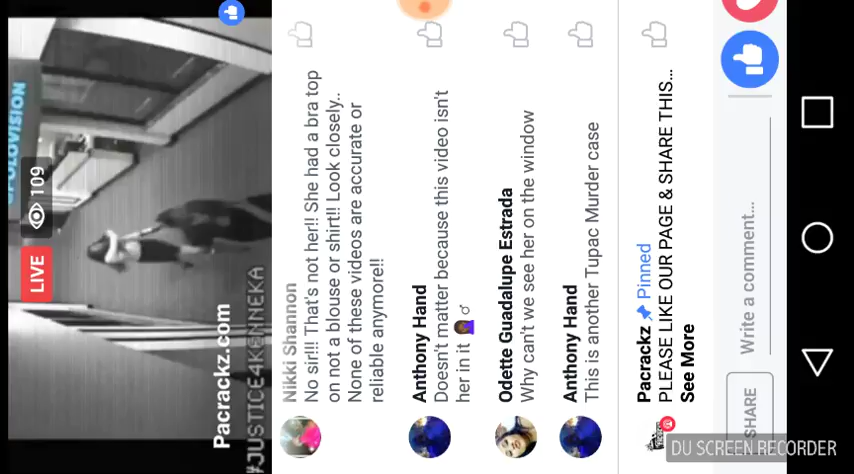 POLOVISION
LIVE
109
Pacrackz.com
#JUSTICE4KENNEKA
Nikki Shannon
No sir!!! That's not her!! She had a bra top
on not a blouse or shirt!! Look closely..
None of these videos are accurate or
reliable anymore!!
Anthony Hand
Doesn't matter because this video isn't
her in it 🤷🏾‍♂
Odette Guadalupe Estrada
Why can't we see her on the window
Anthony Hand
This is another Tupac Murder case
Pacrackz 📌 Pinned
PLEASE LIKE OUR PAGE & SHARE THIS...
See More
SHARE
Write a comment...
DU SCREEN RECORDER